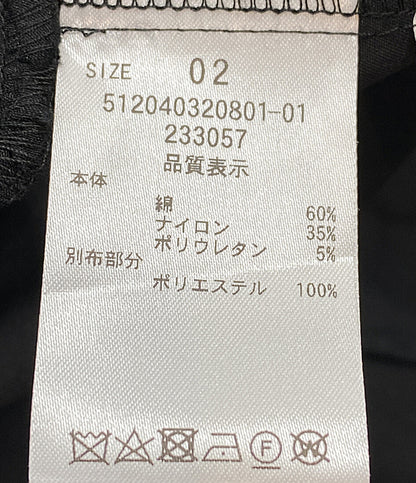 SIZE 02
512040320801-01
233057
品質表示
本体
綿 60%
ナイロン 35%
ポリウレタン 5%
別布部分
ポリエステル 100%
F W